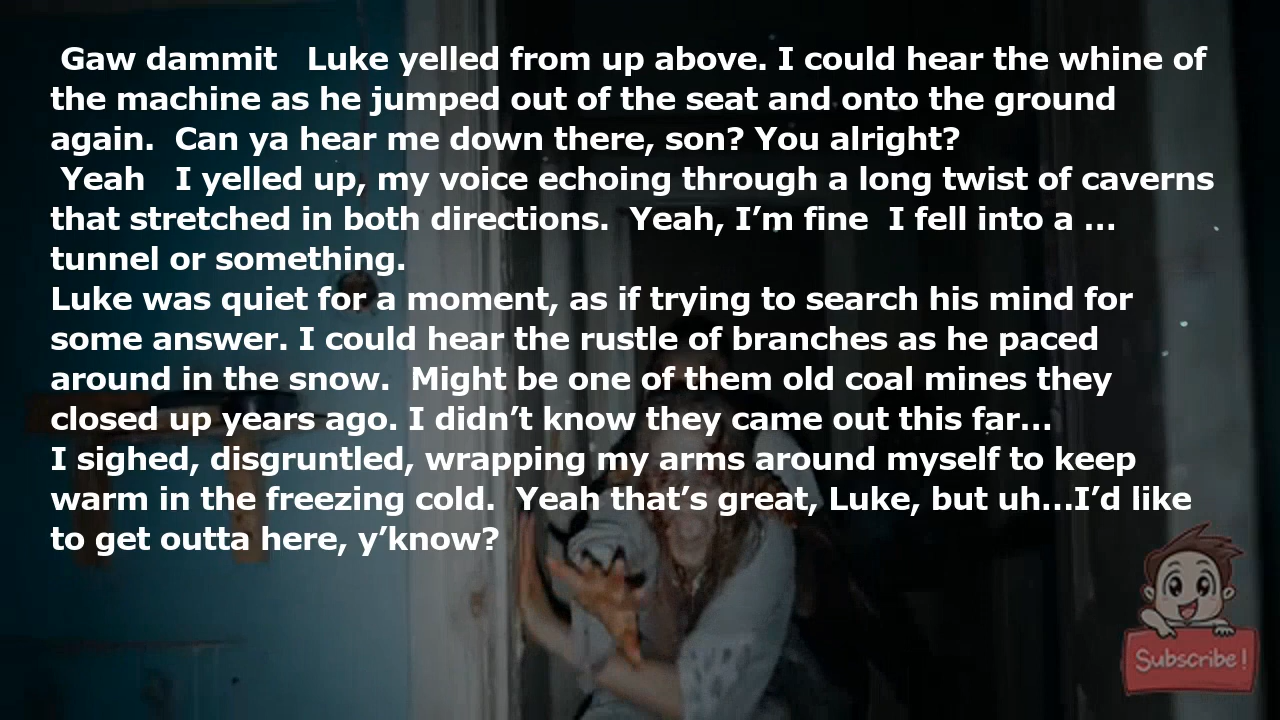 Gaw dammit   Luke yelled from up above. I could hear the whine of
the machine as he jumped out of the seat and onto the ground
again.  Can ya hear me down there, son? You alright?
Yeah   I yelled up, my voice echoing through a long twist of caverns
that stretched in both directions.  Yeah, I’m fine  I fell into a …
tunnel or something.
Luke was quiet for a moment, as if trying to search his mind for
some answer. I could hear the rustle of branches as he paced
around in the snow.  Might be one of them old coal mines they
closed up years ago. I didn’t know they came out this far…
I sighed, disgruntled, wrapping my arms around myself to keep
warm in the freezing cold.  Yeah that’s great, Luke, but uh…I’d like
to get outta here, y’know?
Subscribe!